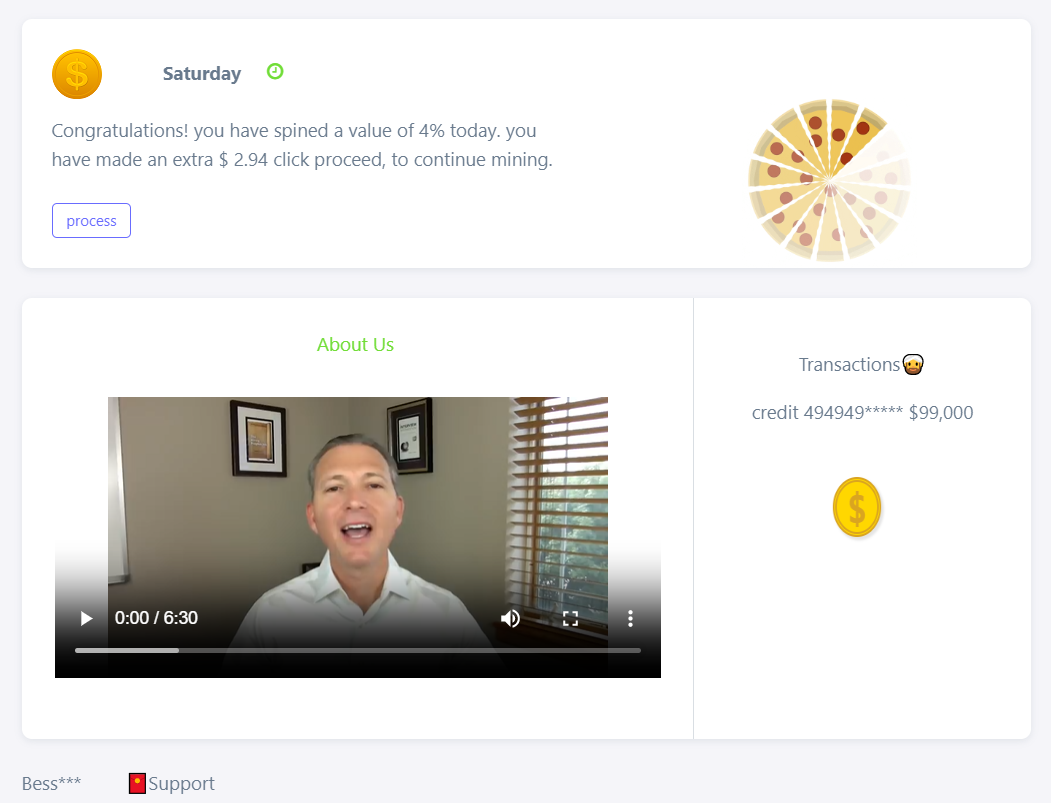 Saturday
Congratulations! you have spined a value of 4% today. you
have made an extra $ 2.94 click proceed, to continue mining.
process
About Us
Transactions
credit 494949***** $99,000
$
$
0:00 / 6:30
Bess*** Support